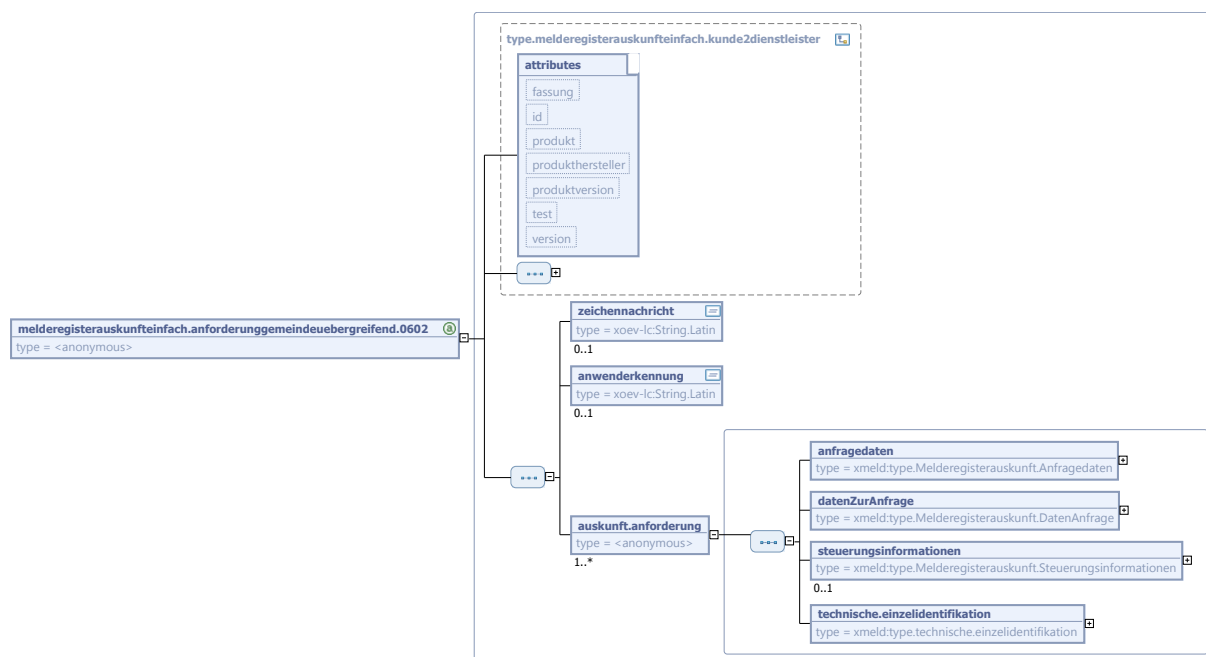 type.melderegisterauskunfteinfach.kunde2dienstleister
attributes
fassung
id
produkt
produkthersteller
produktversion
test
version
melderegisterauskunfteinfach.anforderunggemeindeuebergreifend.0602
type = <anonymous>
zeichennachricht
type = xoev-lc:String.Latin
0..1
anwenderkennung
type = xoev-lc:String.Latin
0..1
auskunft.anforderung
type = <anonymous>
1..*
anfragedaten
type = xmeld:type.Melderegisterauskunft.Anfragedaten
datenZurAnfrage
type = xmeld:type.Melderegisterauskunft.DatenAnfrage
steuerungsinformationen
type = xmeld:type.Melderegisterauskunft.Steuerungsinformationen
0..1
technische.einzelidentifikation
type = xmeld:type.technische.einzelidentifikation